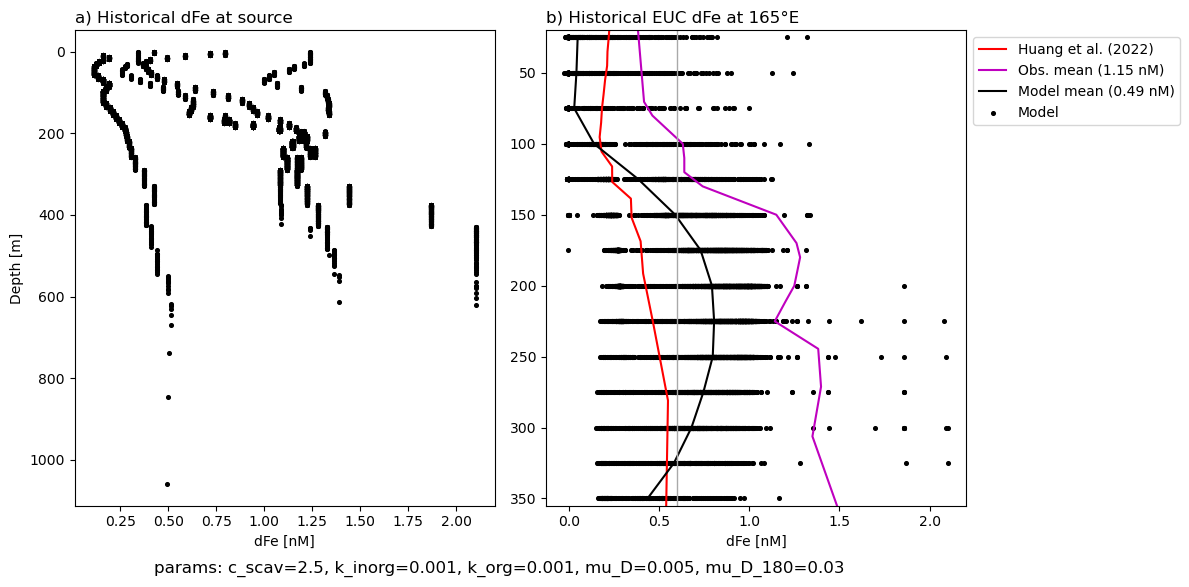 a) Historical dFe at source
b) Historical EUC dFe at 165°E
Huang et al. (2022)
Obs. mean (1.15 nM)
Model mean (0.49 nM)
Model
Depth [m]
0
200
400
600
800
1000
0.25
0.50
0.75
1.00
1.25
1.50
1.75
2.00
dFe [nM]
50
100
150
200
250
300
350
0.0
0.5
1.0
1.5
2.0
dFe [nM]
params: c_scav=2.5, k_inorg=0.001, k_org=0.001, mu_D=0.005, mu_D_180=0.03